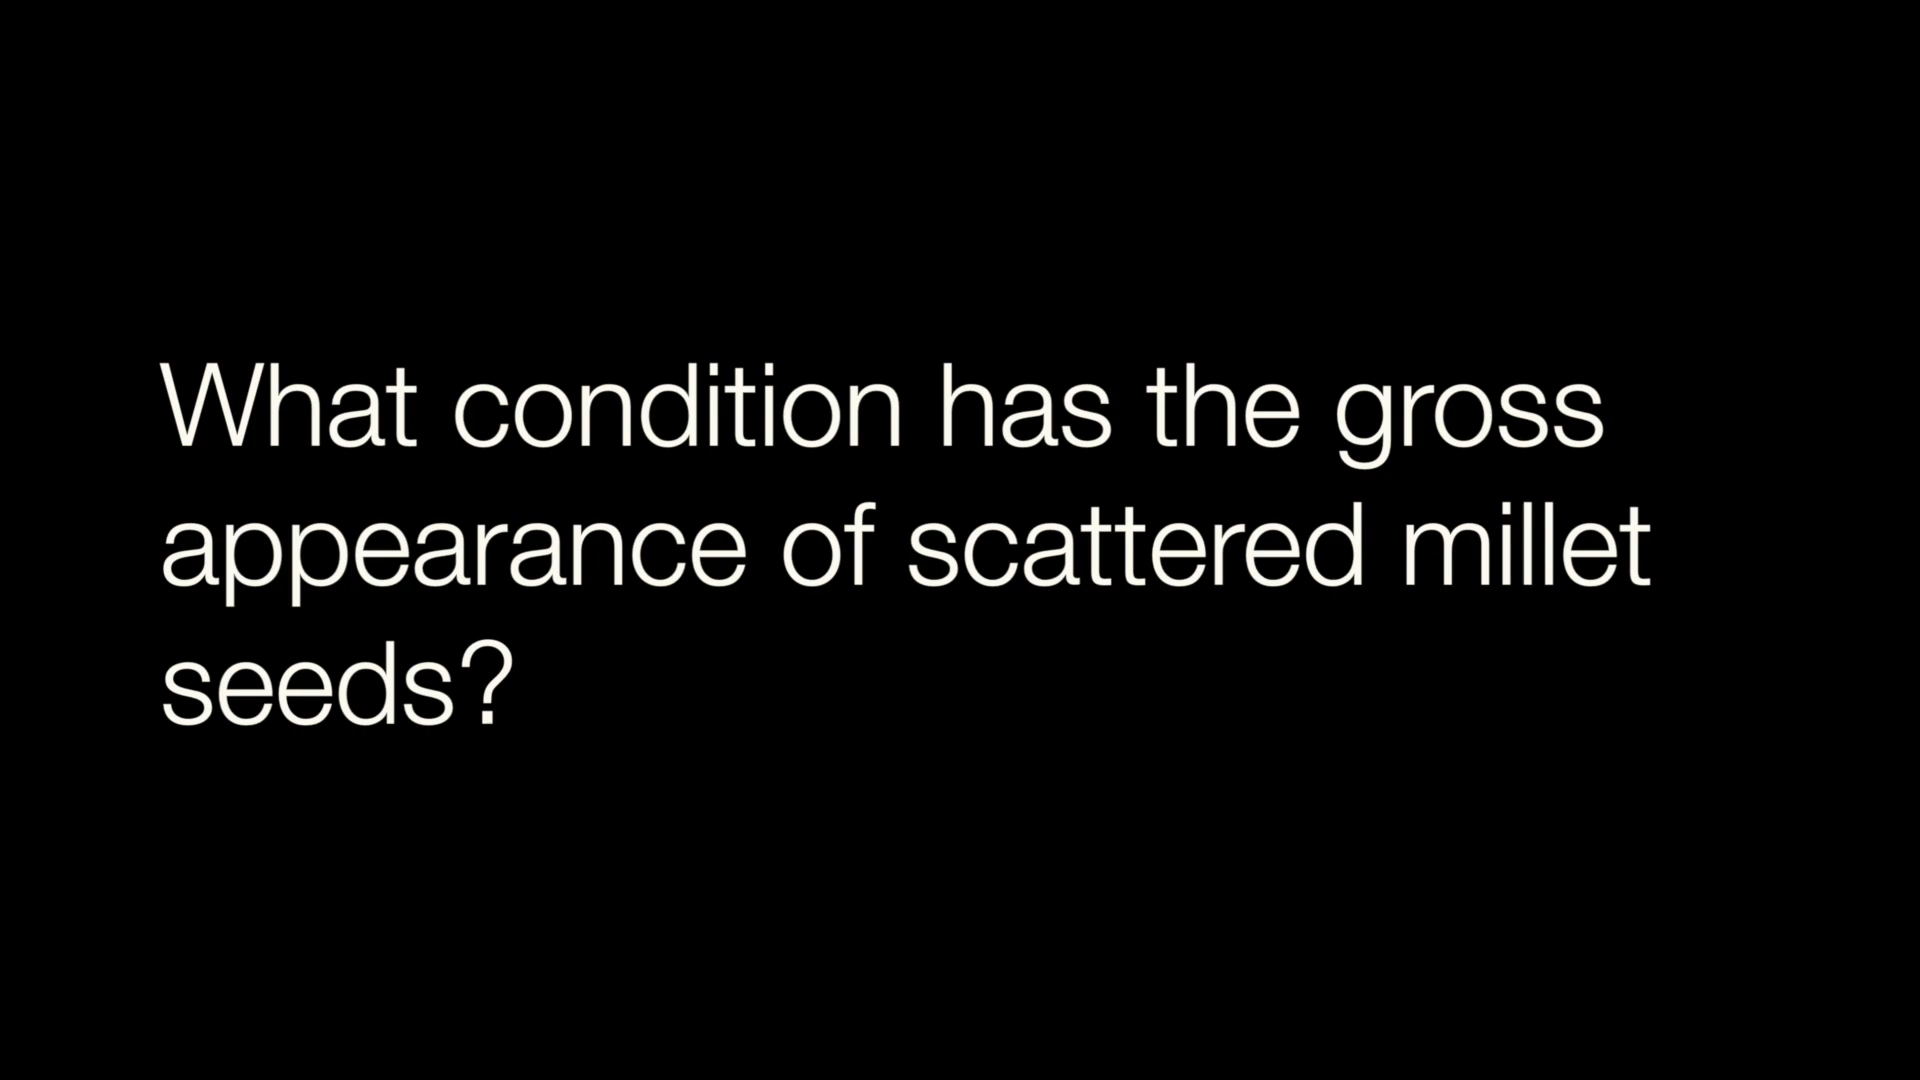 What condition has the gross
appearance of scattered millet
seeds?